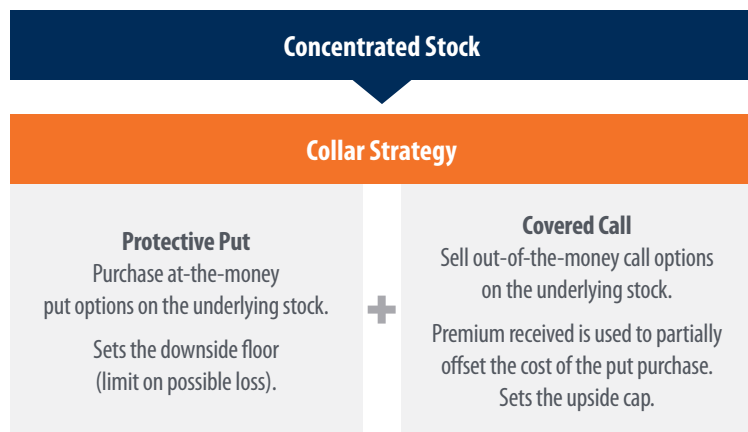 Concentrated Stock
Collar Strategy
Protective Put
Purchase at-the-money
put options on the underlying stock.
Sets the downside floor
(limit on possible loss).
+
Covered Call
Sell out-of-the-money call options
on the underlying stock.
Premium received is used to partially
offset the cost of the put purchase.
Sets the upside cap.